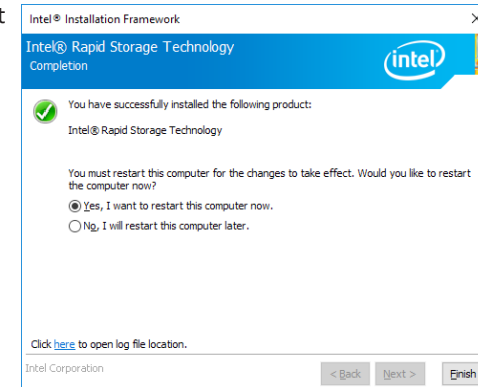 t
Intel® Installation Framework
Intel® Rapid Storage Technology
Completion
intel
You have successfully installed the following product:
Intel® Rapid Storage Technology
You must restart this computer for the changes to take effect. Would you like to restart
the computer now?
Yes, I want to restart this computer now.
No, I will restart this computer later.
Click here to open log file location.
Intel Corporation
< Back Next > Finish